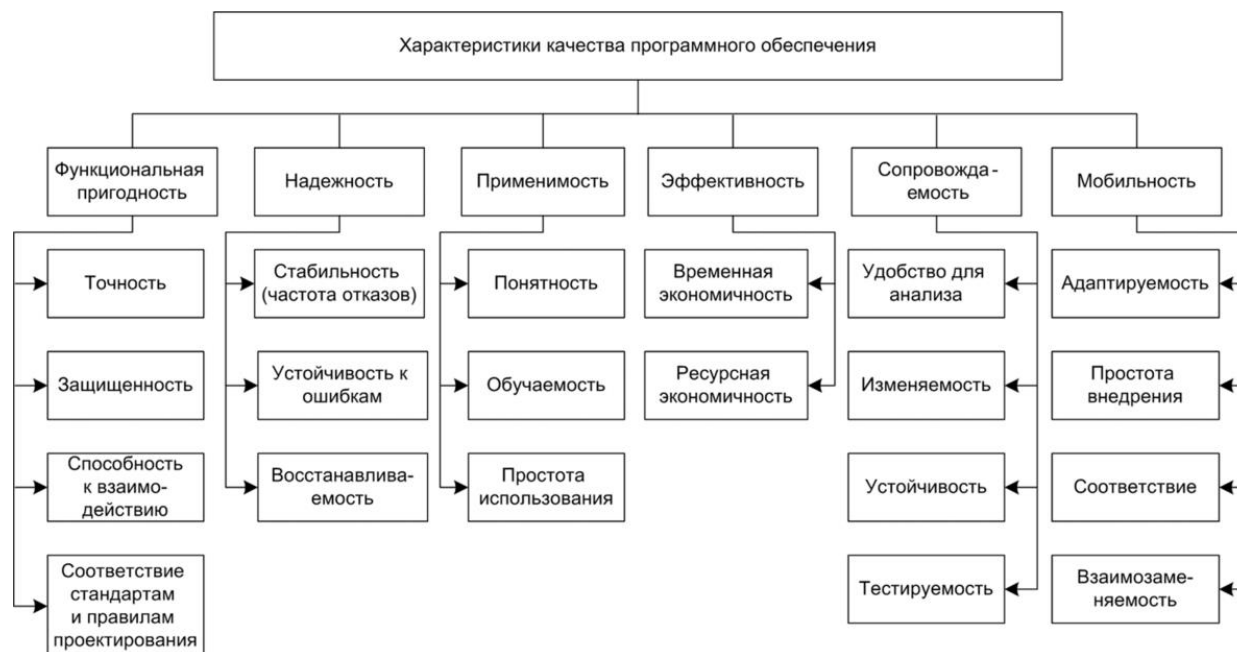 Характеристики качества программного обеспечения
Функциональная
пригодность
Надежность
Применимость
Эффективность
Сопровожда-
емость
Мобильность
Точность
Стабильность
(частота отказов)
Понятность
Временная
экономичность
Удобство для
анализа
Адаптируемость
Защищенность
Устойчивость к
ошибкам
Обучаемость
Ресурсная
экономичность
Изменяемость
Простота
внедрения
Способность
к взаимо-
действию
Восстанавлива-
емость
Простота
использования
Устойчивость
Соответствие
Соответствие
стандартам
и правилам
проектирования
Тестируемость
Взаимозаме-
няемость